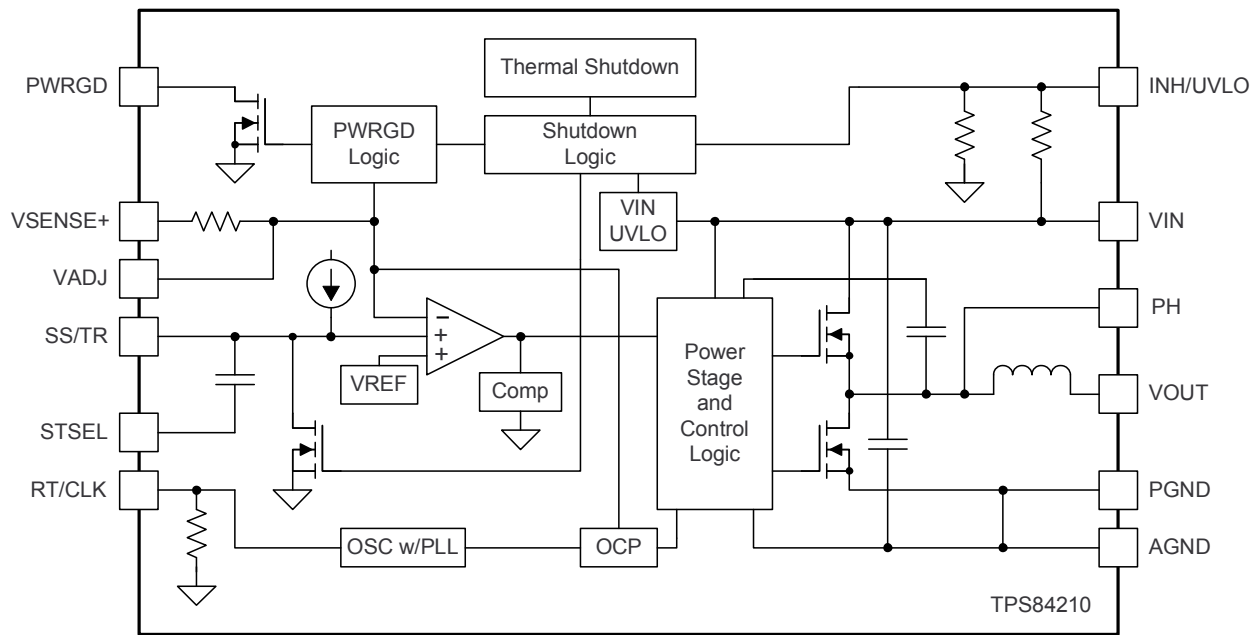 PWRGD
Thermal Shutdown
INH/UVLO
PWRGD
Logic
Shutdown
Logic
VSENSE+
VIN
UVLO
VIN
VADJ
PH
SS/TR
−
+
+
VREF
Comp
Power
Stage
and
Control
Logic
VOUT
STSEL
RT/CLK
PGND
OSC w/PLL
OCP
AGND
TPS84210